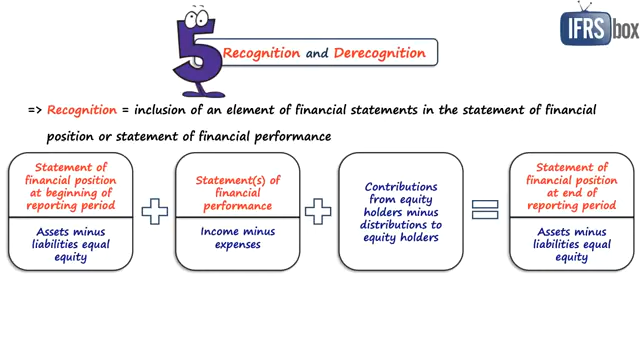 IFRS box
5 Recognition and Derecognition
=> Recognition = inclusion of an element of financial statements in the statement of financial
position or statement of financial performance
Statement of
financial position
at beginning of
reporting period
Assets minus
liabilities equal
equity
+
Statement(s) of
financial
performance
Income minus
expenses
+
Contributions
from equity
holders minus
distributions to
equity holders
=
Statement of
financial position
at end of
reporting period
Assets minus
liabilities equal
equity